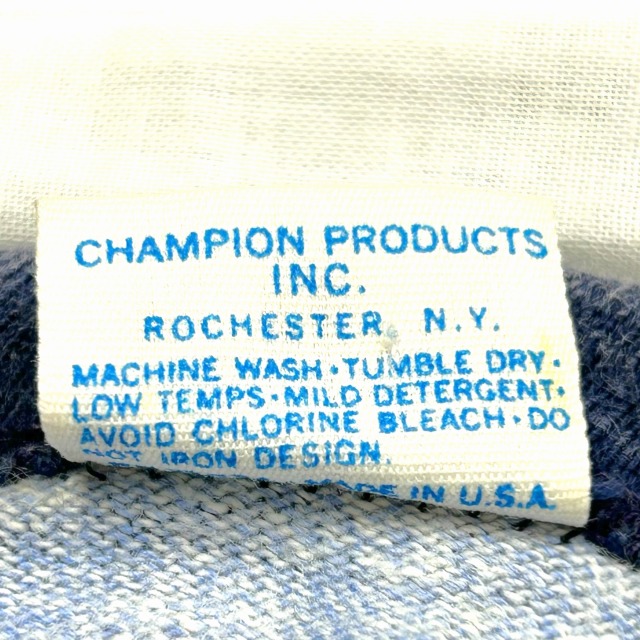 CHAMPION PRODUCTS
INC.
ROCHESTER, N.Y.
MACHINE WASH·TUMBLE DRY·
LOW TEMPS·MILD DETERGENT·
AVOID CHLORINE BLEACH·DO
NOT IRON DESIGN.
MADE IN U.S.A.